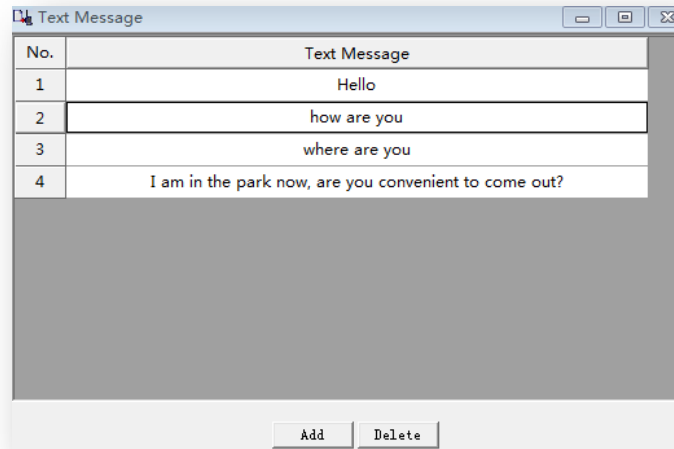 Text Message
No. Text Message
1 Hello
2 how are you
3 where are you
4 I am in the park now, are you convenient to come out?
Add Delete